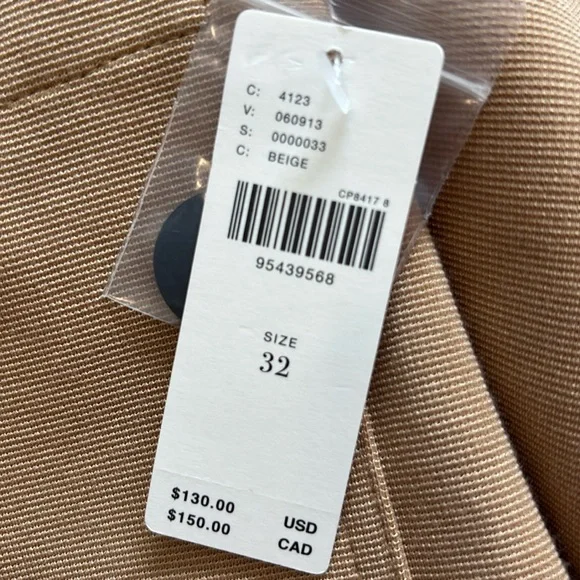 C: 4123
V: 060913
S: 0000033
C: BEIGE
CP8417 8
95439568
SIZE
32
$130.00 USD
$150.00 CAD